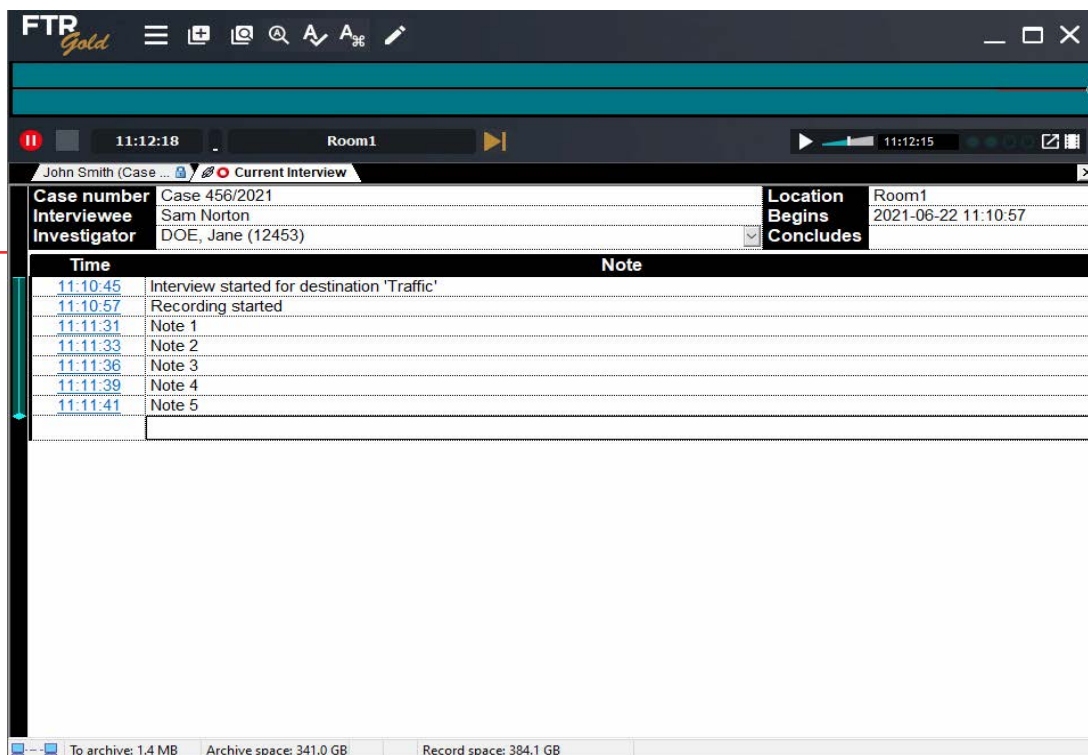 FTR
Gold
11:12:18 Room1 11:12:15
John Smith (Case ... Current Interview
Case number Case 456/2021 Location Room1
Interviewee Sam Norton Begins 2021-06-22 11:10:57
Investigator DOE, Jane (12453) Concludes
Time Note
11:10:45 Interview started for destination 'Traffic'
11:10:57 Recording started
11:11:31 Note 1
11:11:33 Note 2
11:11:36 Note 3
11:11:39 Note 4
11:11:41 Note 5
To archive: 1.4 MB Archive space: 341.0 GB Record space: 384.1 GB